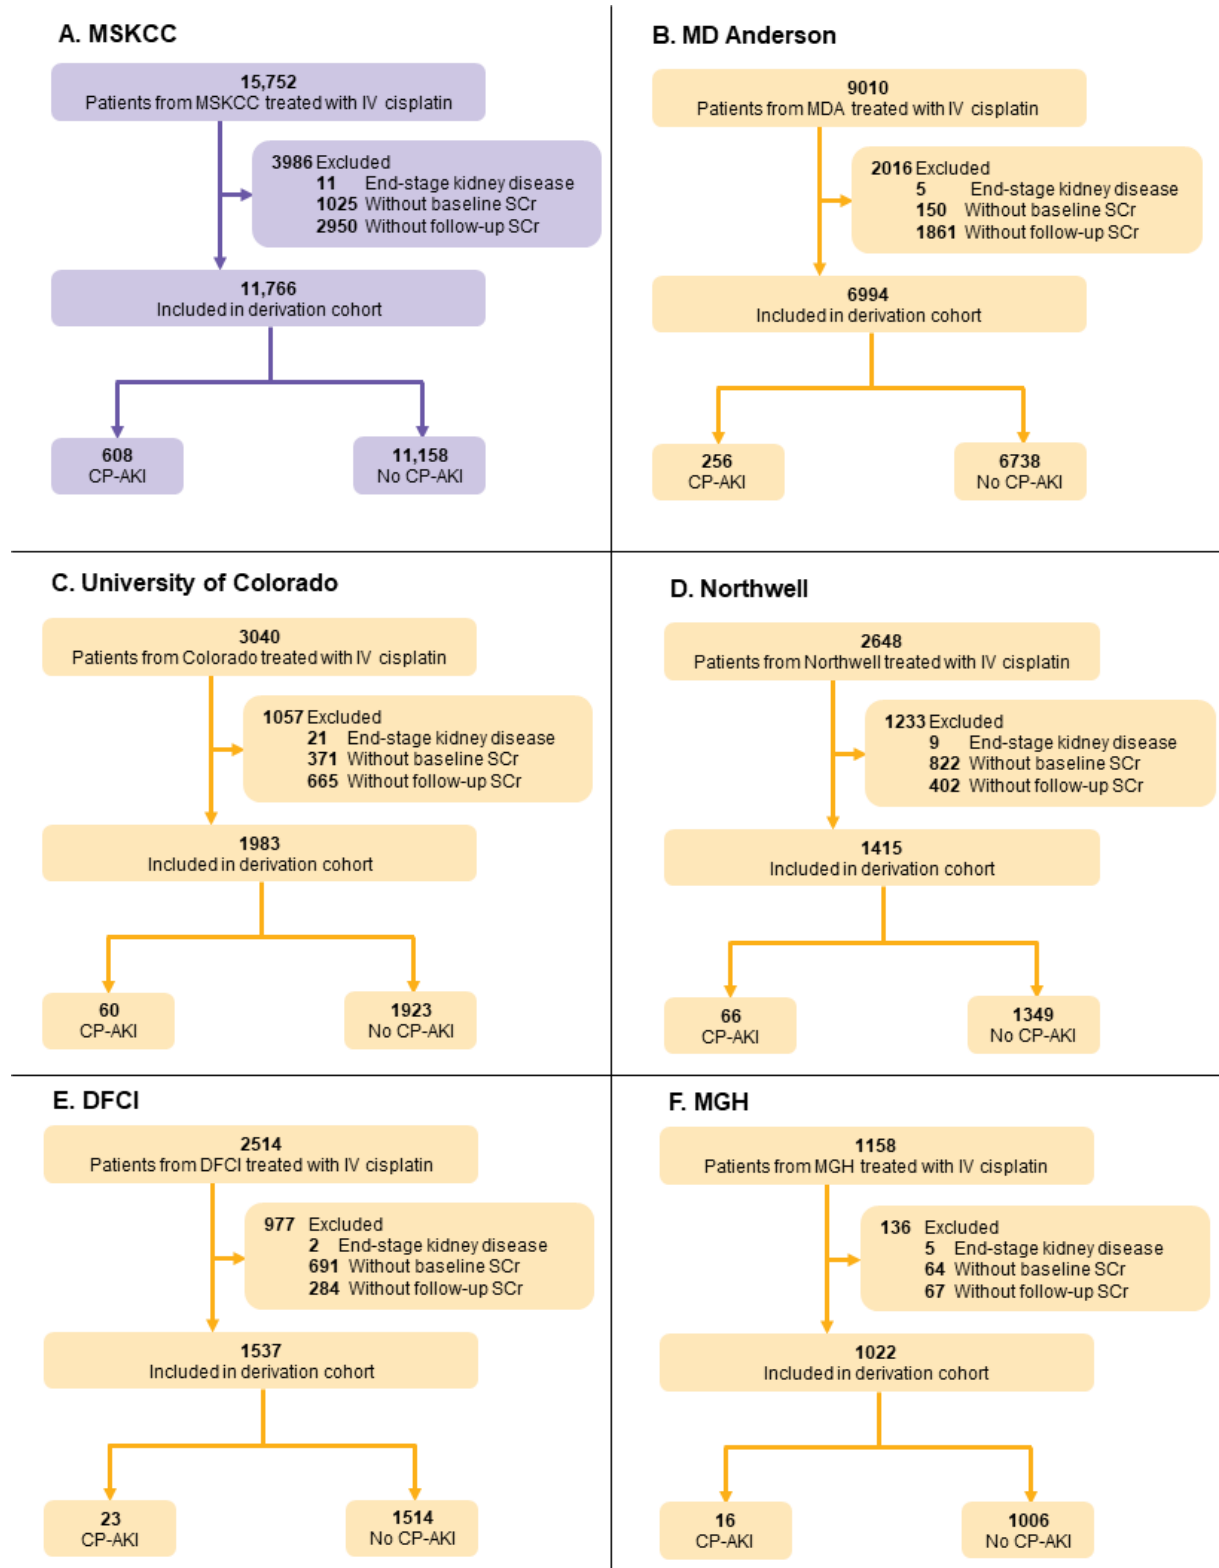 A. MSKCC
15,752
Patients from MSKCC treated with IV cisplatin
3986 Excluded
11 End-stage kidney disease
1025 Without baseline SCr
2950 Without follow-up SCr
11,766
Included in derivation cohort
608
CP-AKI
11,158
No CP-AKI
B. MD Anderson
9010
Patients from MDA treated with IV cisplatin
2016 Excluded
5 End-stage kidney disease
150 Without baseline SCr
1861 Without follow-up SCr
6994
Included in derivation cohort
256
CP-AKI
6738
No CP-AKI
C. University of Colorado
3040
Patients from Colorado treated with IV cisplatin
1057 Excluded
21 End-stage kidney disease
371 Without baseline SCr
665 Without follow-up SCr
1983
Included in derivation cohort
60
CP-AKI
1923
No CP-AKI
D. Northwell
2648
Patients from Northwell treated with IV cisplatin
1233 Excluded
9 End-stage kidney disease
822 Without baseline SCr
402 Without follow-up SCr
1415
Included in derivation cohort
66
CP-AKI
1349
No CP-AKI
E. DFCI
2514
Patients from DFCI treated with IV cisplatin
977 Excluded
2 End-stage kidney disease
691 Without baseline SCr
284 Without follow-up SCr
1537
Included in derivation cohort
23
CP-AKI
1514
No CP-AKI
F. MGH
1158
Patients from MGH treated with IV cisplatin
136 Excluded
5 End-stage kidney disease
64 Without baseline SCr
67 Without follow-up SCr
1022
Included in derivation cohort
16
CP-AKI
1006
No CP-AKI